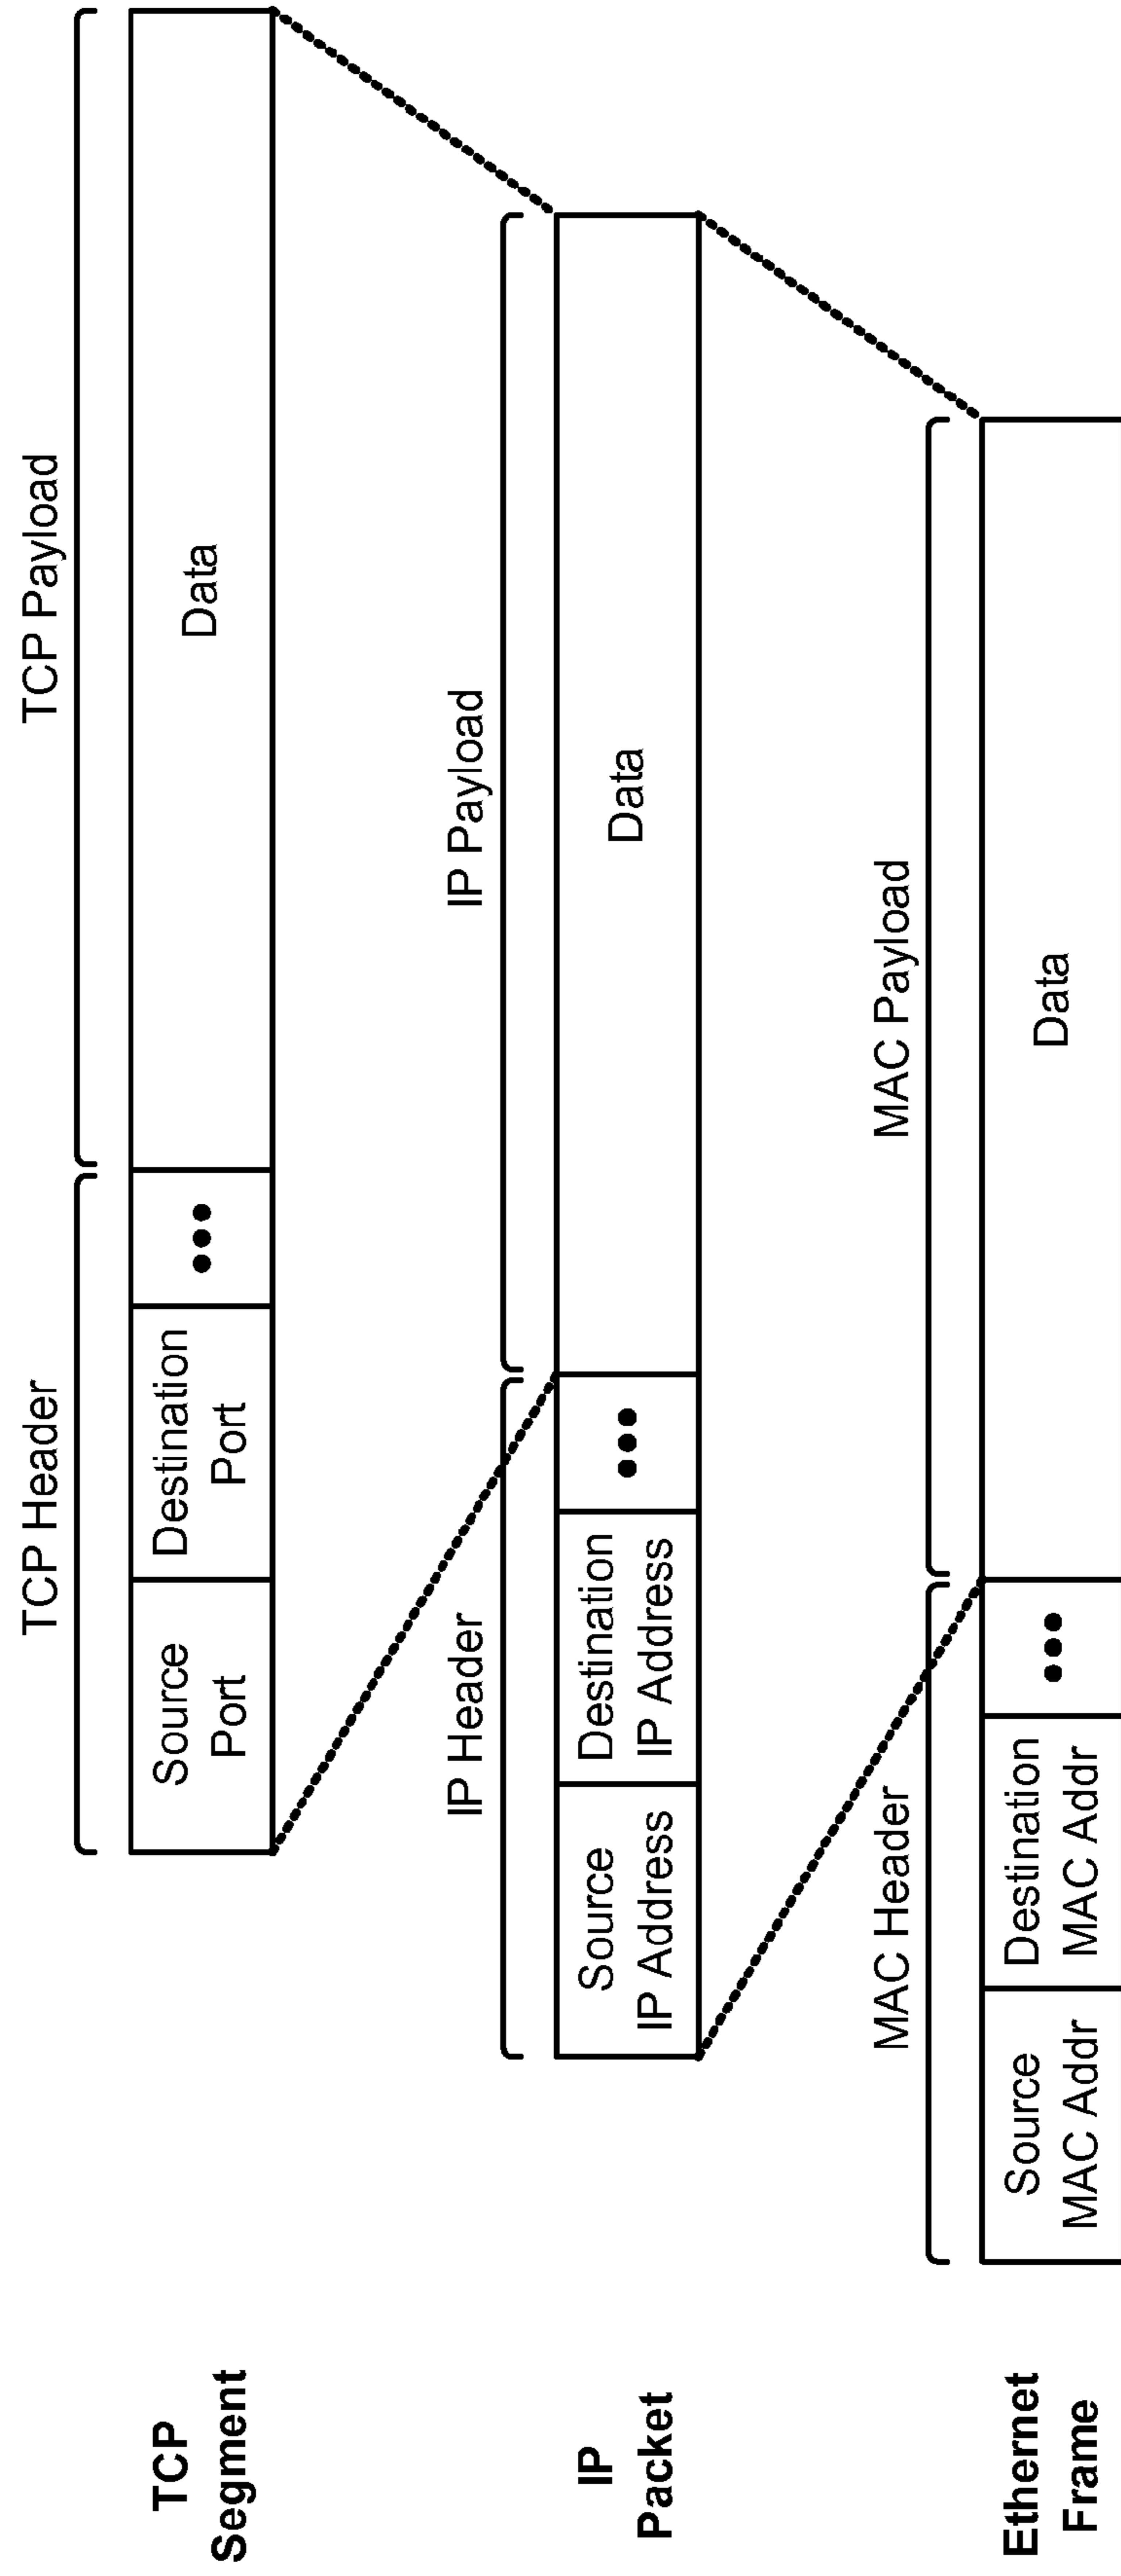 TCP Header
TCP Payload
TCP
Segment
Source
Port
Destination
Port
•••
Data
IP Header
IP Payload
IP
Packet
Source
IP Address
Destination
IP Address
•••
Data
MAC Header
MAC Payload
Ethernet
Frame
Source
MAC Addr
Destination
MAC Addr
•••
Data